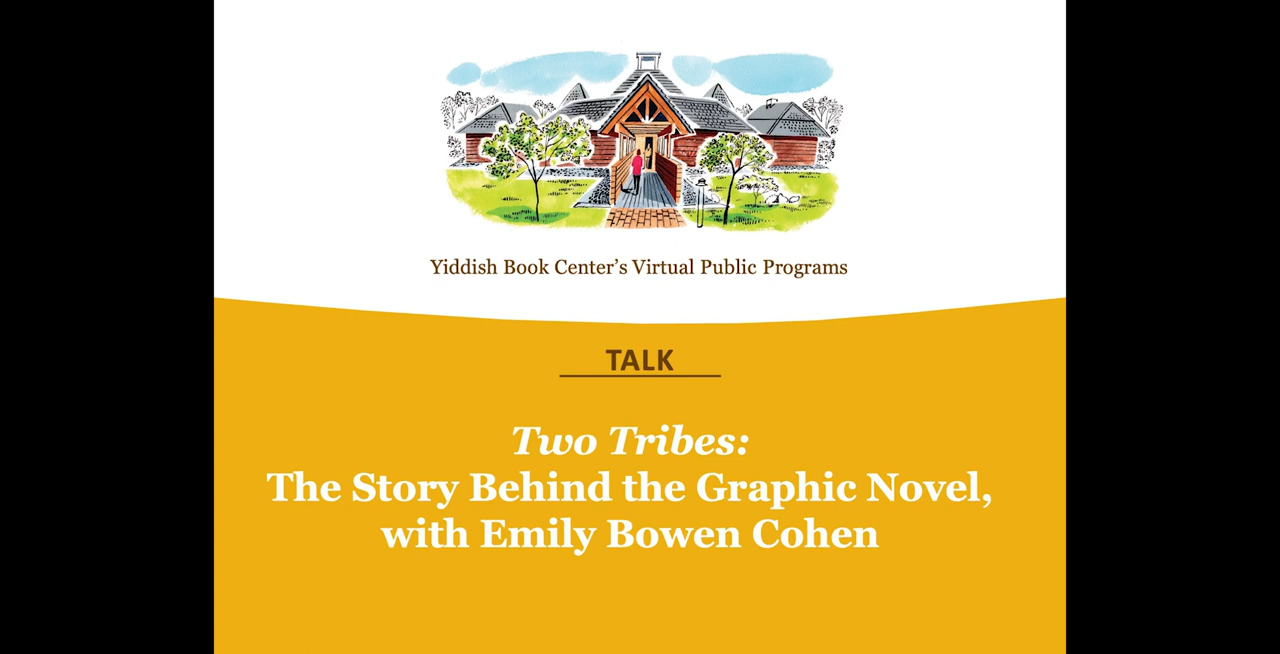 Yiddish Book Center’s Virtual Public Programs
TALK
Two Tribes:
The Story Behind the Graphic Novel,
with Emily Bowen Cohen